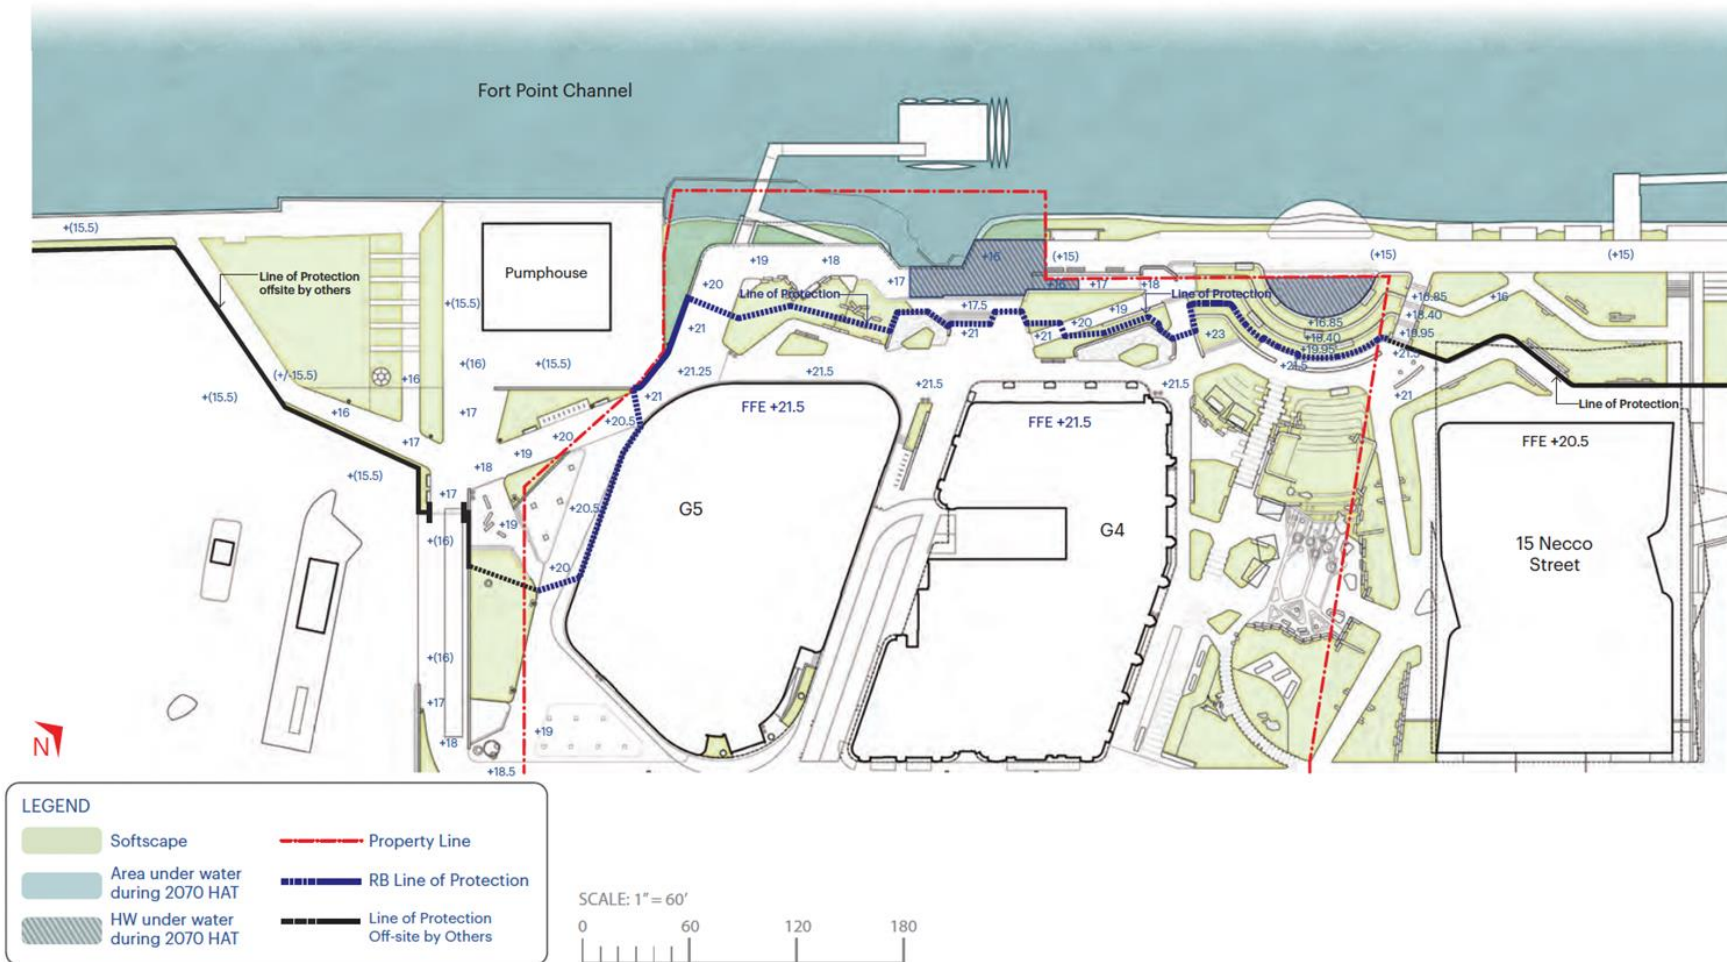 Fort Point Channel
+(15.5)
Line of Protection
offsite by others
Pumphouse
+(15.5)
+19
+18
+20
+17
+16
(+15)
+(15)
+(15)
Line of Protection
+16
+17
+18
Line of Protection
+17.5
+16.85
+16
+21
+21
+20
+19
+21
+23
+16.85
+18.40
+18.40
+19.95
+19.95
+21.5
+21.5
+(16)
+(15.5)
(+/-15.5)
+16
+21.25
+21.5
+21.5
+21.5
+21
+(15.5)
+16
+17
+21
+20.5
FFE +21.5
FFE +21.5
Line of Protection
FFE +20.5
+17
+20
+19
+18
+(15.5)
+17
+20.5
G5
G4
15 Necco
Street
+19
+(16)
+20
+(16)
+17
+18
+19
+18.5
N
LEGEND
Softscape
Property Line
Area under water
during 2070 HAT
RB Line of Protection
HW under water
during 2070 HAT
Line of Protection
Off-site by Others
SCALE: 1" = 60'
0
60
120
180